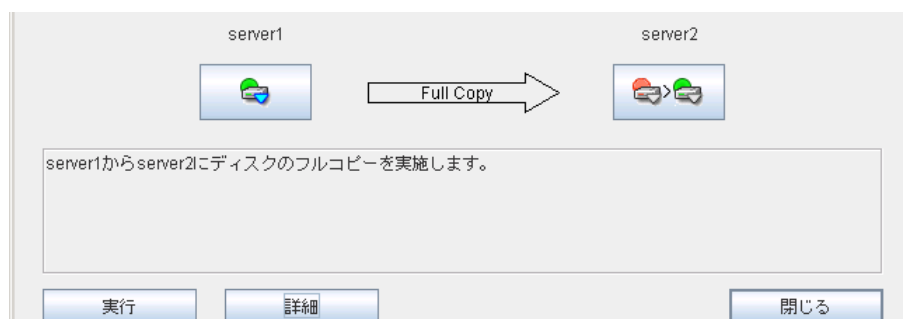 server1
server2
Full Copy
server1からserver2にディスクのフルコピーを実施します。
実行
詳細
閉じる